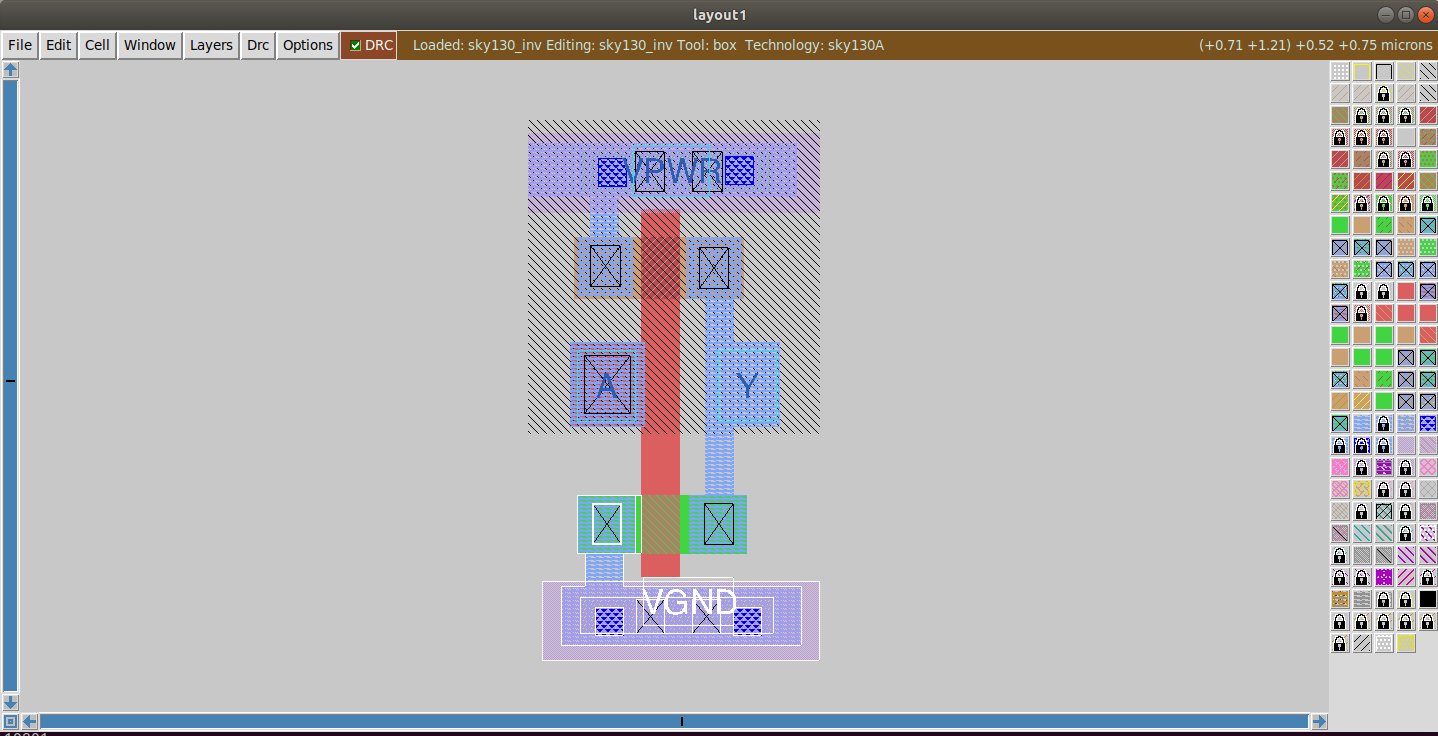 layout1
File Edit Cell Window Layers Drc Options DRC Loaded: sky130_inv Editing: sky130_inv Tool: box Technology: sky130A (+0.71 +1.21) +0.52 +0.75 microns
VPWR
A Y
VGND